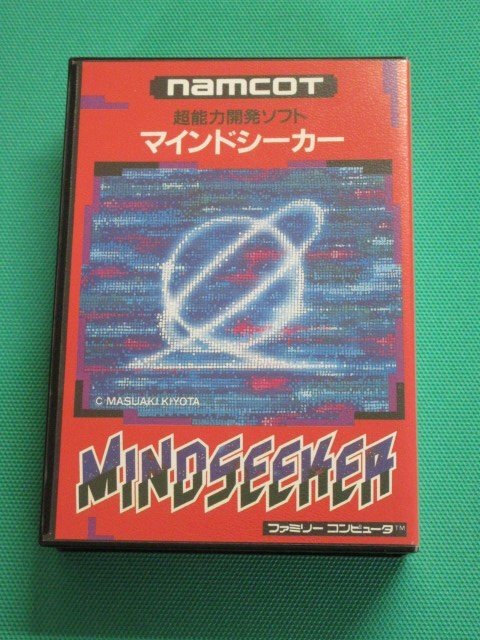 namcot
超能力開発ソフト
マインドシーカー
C MASUAKI KIYOTA
MINDSEEKER
ファミリー コンピュータ™